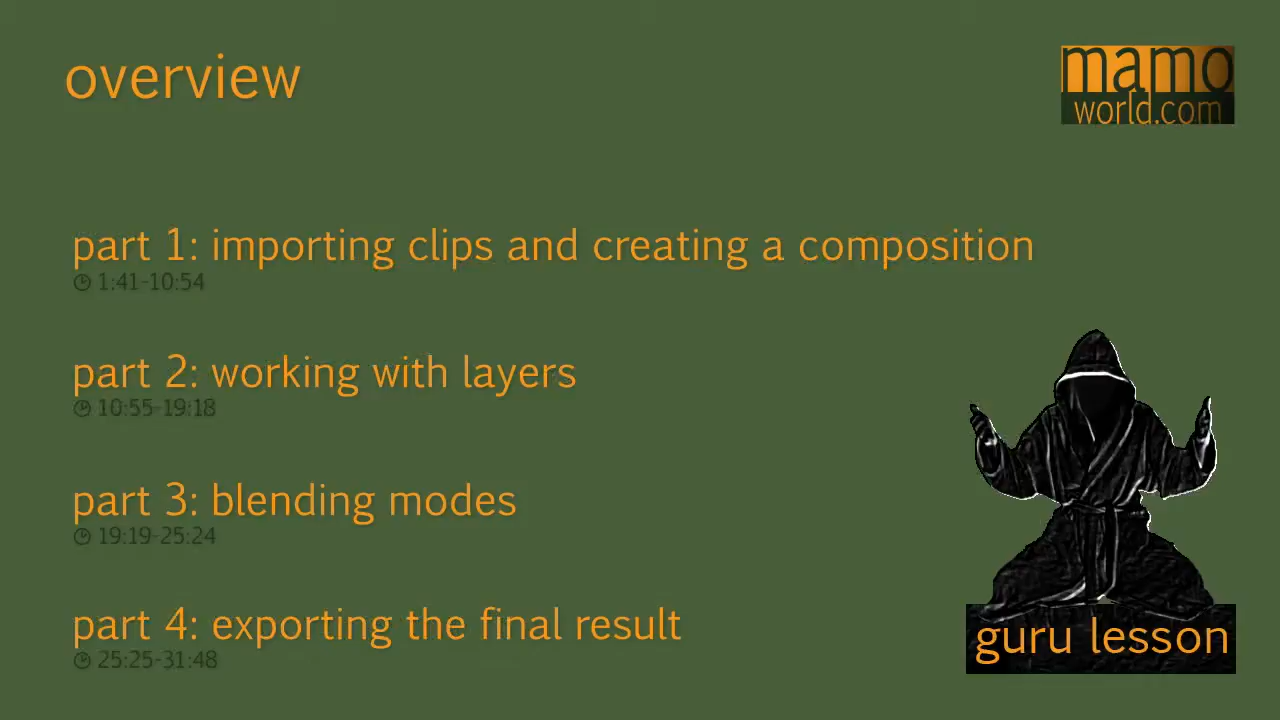 overview
mamo
world.com
part 1: importing clips and creating a composition
1:41-10:54
part 2: working with layers
10:55-19:18
part 3: blending modes
19:19-25:24
part 4: exporting the final result
25:25-31:48
guru lesson